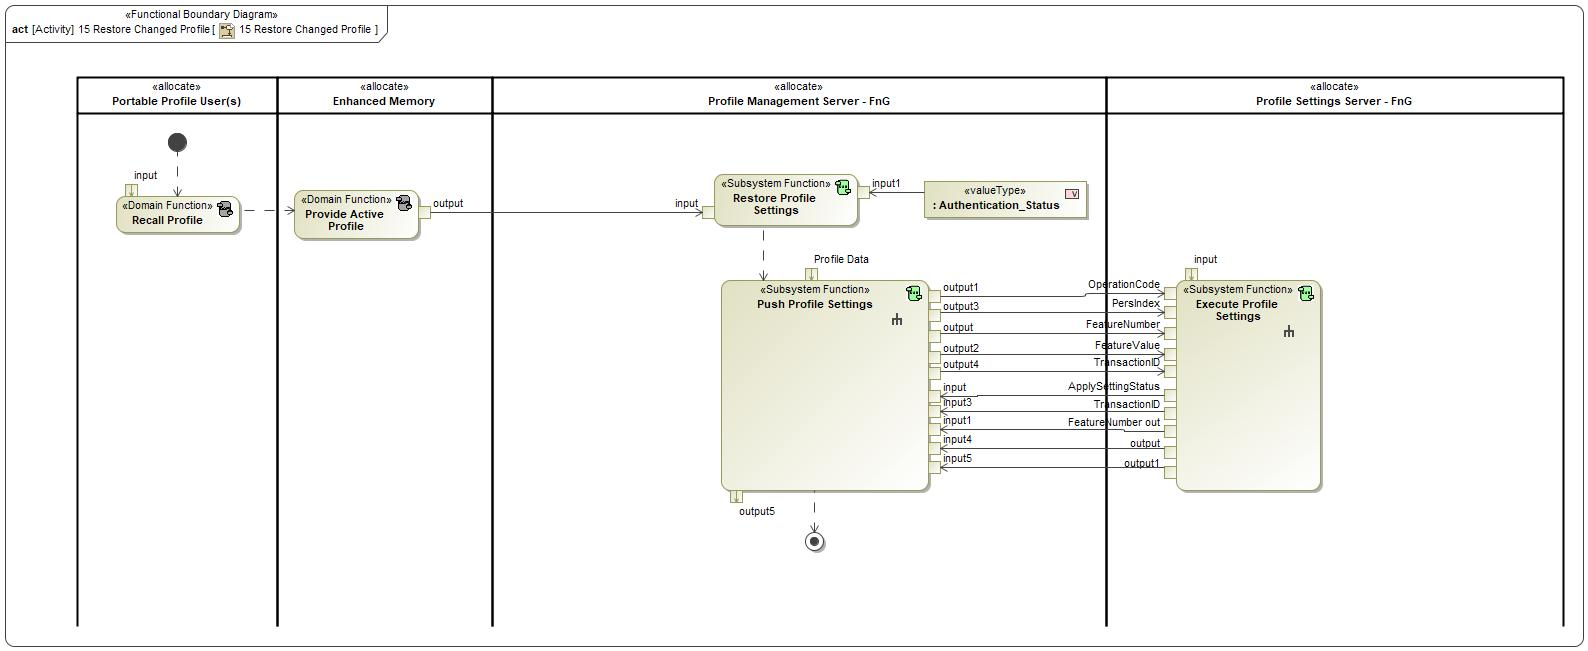 «Functional Boundary Diagram»
act [Activity] 15 Restore Changed Profile [ 15 Restore Changed Profile ]
«allocate»
Portable Profile User(s)
«allocate»
Enhanced Memory
«allocate»
Profile Management Server - FnG
«allocate»
Profile Settings Server - FnG
input
«Domain Function»
Recall Profile
«Domain Function»
Provide Active
Profile
output
input
«Subsystem Function»
Restore Profile
Settings
input1
«valueType»
: Authentication_Status
V
Profile Data
«Subsystem Function»
Push Profile Settings
output1
output3
output
output2
output4
input
input3
input1
input4
input5
output5
OperationCode
PersIndex
FeatureNumber
FeatureValue
TransactionID
ApplySettingStatus
TransactionID
FeatureNumber out
output
output1
input
«Subsystem Function»
Execute Profile
Settings